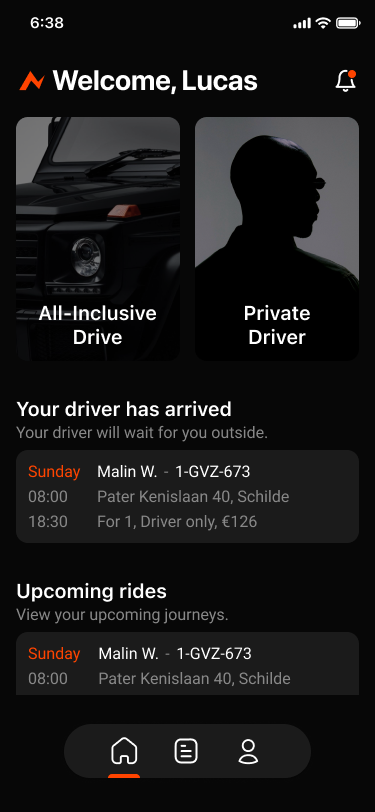 6:38
Welcome, Lucas
All-Inclusive
Drive
Private
Driver
Your driver has arrived
Your driver will wait for you outside.
Sunday Malin W. - 1-GVZ-673
08:00 Pater Kenislaan 40, Schilde
18:30 For 1, Driver only, €126
Upcoming rides
View your upcoming journeys.
Sunday Malin W. - 1-GVZ-673
08:00 Pater Kenislaan 40, Schilde